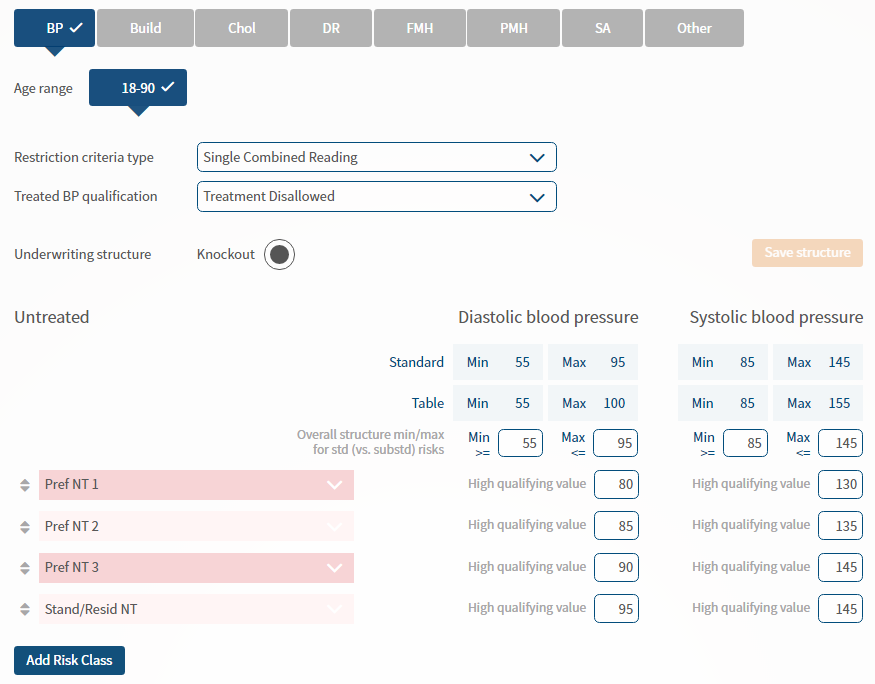 BP Build Chol DR FMH PMH SA Other
Age range 18-90
Restriction criteria type Single Combined Reading
Treated BP qualification Treatment Disallowed
Underwriting structure Knockout Save structure
Untreated Diastolic blood pressure Systolic blood pressure
Standard Min 55 Max 95 Min 85 Max 145
Table Min 55 Max 100 Min 85 Max 155
Overall structure min/max
for std (vs. substd) risks
Min >= 55 Max <= 95 Min >= 85 Max <= 145
Pref NT 1 High qualifying value 80 High qualifying value 130
Pref NT 2 High qualifying value 85 High qualifying value 135
Pref NT 3 High qualifying value 90 High qualifying value 145
Stand/Resid NT High qualifying value 95 High qualifying value 145
Add Risk Class